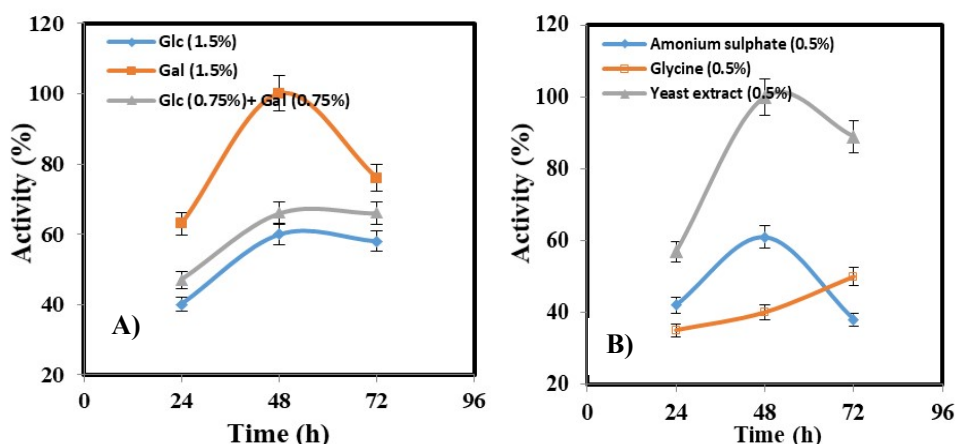 Glc (1.5%)
Gal (1.5%)
Glc (0.75%)+ Gal (0.75%)
120
100
80
60
40
20
Activity (%)
A)
0 24 48 72 96
Time (h)
Amonium sulphate (0.5%)
Glycine (0.5%)
Yeast extract (0.5%)
120
100
80
60
40
20
Activity (%)
B)
0 24 48 72 96
Time (h)